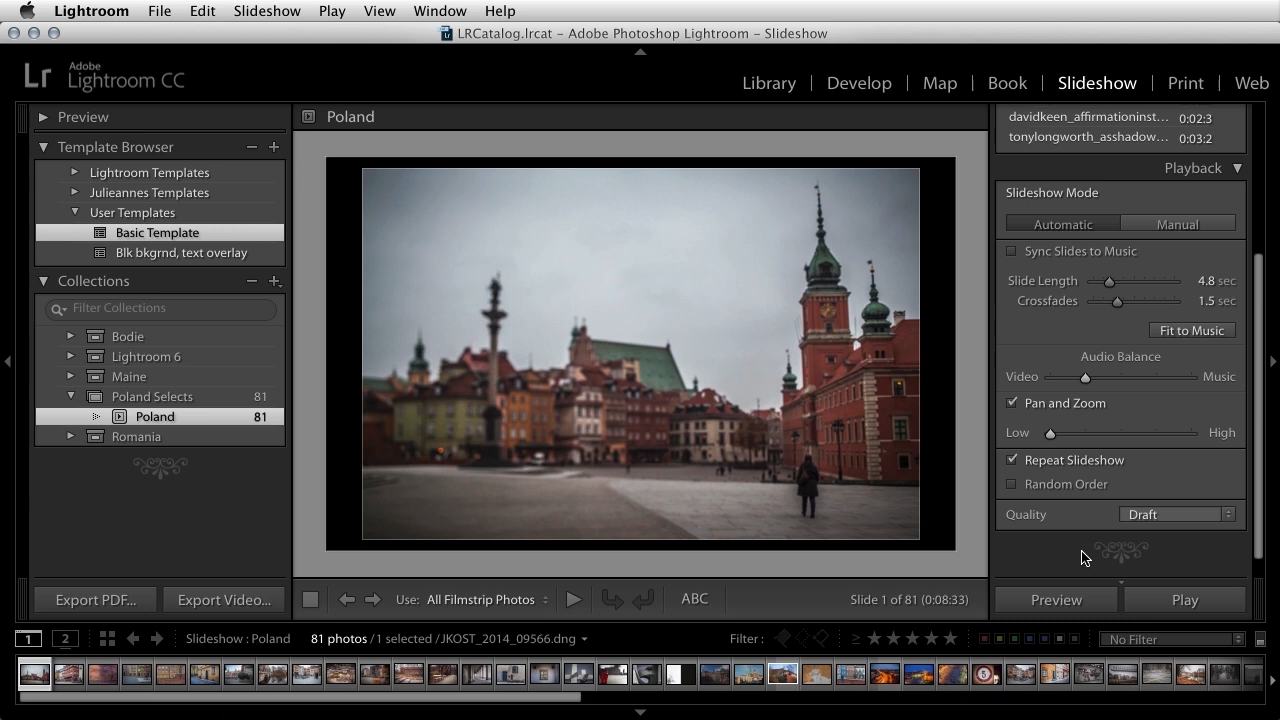 Lightroom File Edit Slideshow Play View Window Help
LRCatalog.lrcat – Adobe Photoshop Lightroom – Slideshow
Lr Adobe Lightroom CC
Library | Develop | Map | Book | Slideshow | Print | Web
Preview
Template Browser
Lightroom Templates
Julieannes Templates
User Templates
Basic Template
Blk bkgrnd, text overlay
Collections
Filter Collections
Bodie
Lightroom 6
Maine
Poland Selects 81
Poland 81
Romania
Export PDF... Export Video...
Poland
Use: All Filmstrip Photos ABC Slide 1 of 81 (0:08:33)
davidkeen_affirmationinst... 0:02:3
tonylongworth_asshadow... 0:03:2
Playback
Slideshow Mode
Automatic Manual
Sync Slides to Music
Slide Length 4.8 sec
Crossfades 1.5 sec
Fit to Music
Audio Balance
Video Music
Pan and Zoom
Low High
Repeat Slideshow
Random Order
Quality Draft
Preview Play
1 2 Slideshow : Poland 81 photos / 1 selected / JKOST_2014_09566.dng Filter : No Filter